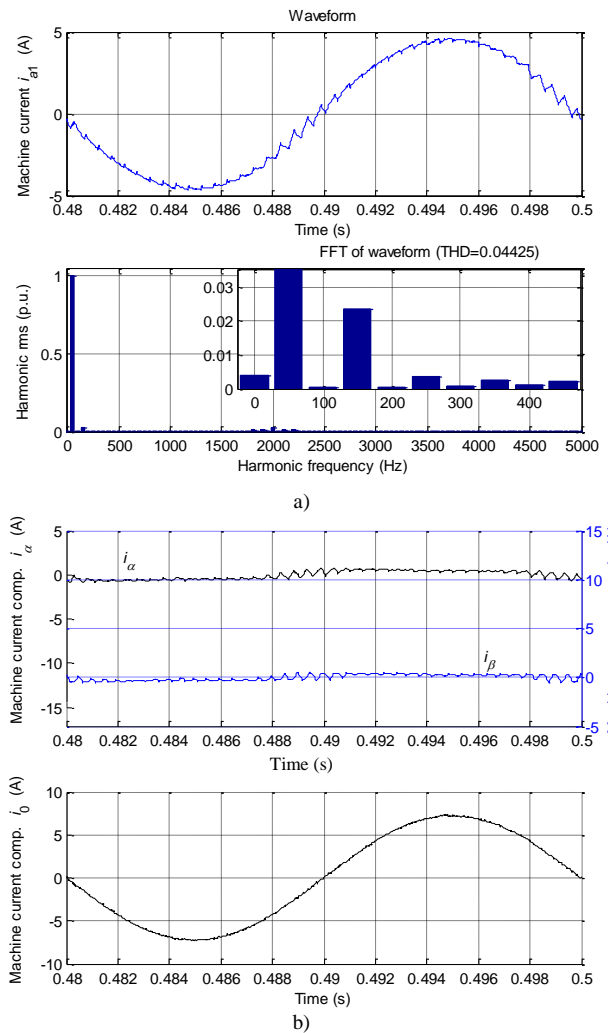 Waveform
Machine current i_a1 (A)
5
0
-5
0.48 0.482 0.484 0.486 0.488 0.49 0.492 0.494 0.496 0.498 0.5
Time (s)
FFT of waveform (THD=0.04425)
Harmonic rms (p.u.)
1
0.5
0
0.03
0.02
0.01
0
0 100 200 300 400
0 500 1000 1500 2000 2500 3000 3500 4000 4500 5000
Harmonic frequency (Hz)
a)
Machine current comp. i_α (A)
5
0
-5
-10
-15
i_α
i_β
15
10
5
0
-5
0.48 0.482 0.484 0.486 0.488 0.49 0.492 0.494 0.496 0.498 0.5
Time (s)
Machine current comp. i_0 (A)
10
5
0
-5
-10
0.48 0.482 0.484 0.486 0.488 0.49 0.492 0.494 0.496 0.498 0.5
Time (s)
b)